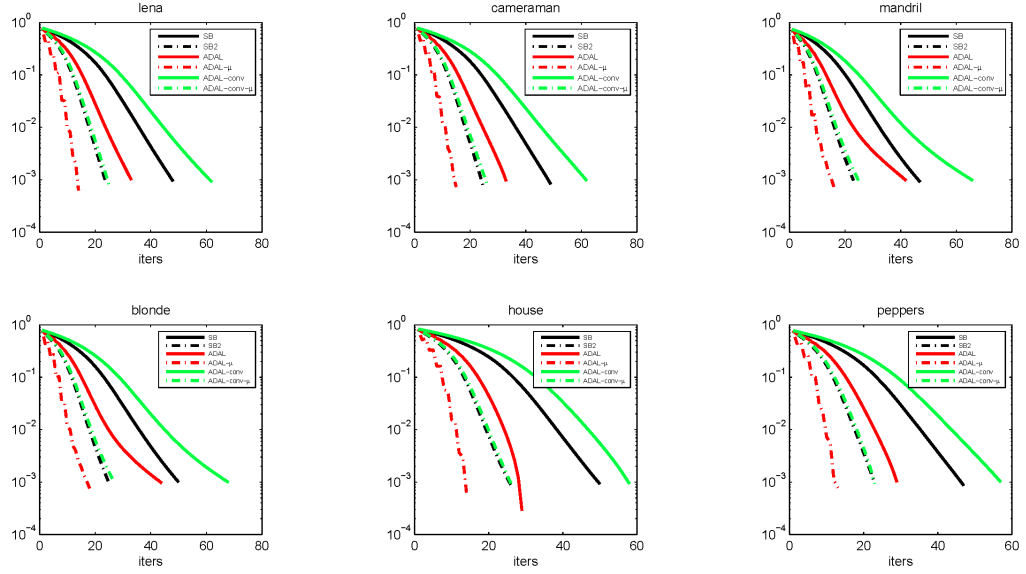 lena
10^0
10^-1
10^-2
10^-3
10^-4
0 20 40 60 80
iters
SB
SB2
ADAL
ADAL-μ
ADAL-conv
ADAL-conv-μ
cameraman
10^0
10^-1
10^-2
10^-3
10^-4
0 20 40 60 80
iters
SB
SB2
ADAL
ADAL-μ
ADAL-conv
ADAL-conv-μ
mandril
10^0
10^-1
10^-2
10^-3
10^-4
0 20 40 60 80
iters
SB
SB2
ADAL
ADAL-μ
ADAL-conv
ADAL-conv-μ
blonde
10^0
10^-1
10^-2
10^-3
10^-4
0 20 40 60 80
iters
SB
SB2
ADAL
ADAL-μ
ADAL-conv
ADAL-conv-μ
house
10^0
10^-1
10^-2
10^-3
10^-4
0 20 40 60
iters
SB
SB2
ADAL
ADAL-μ
ADAL-conv
ADAL-conv-μ
peppers
10^0
10^-1
10^-2
10^-3
10^-4
0 20 40 60
iters
SB
SB2
ADAL
ADAL-μ
ADAL-conv
ADAL-conv-μ